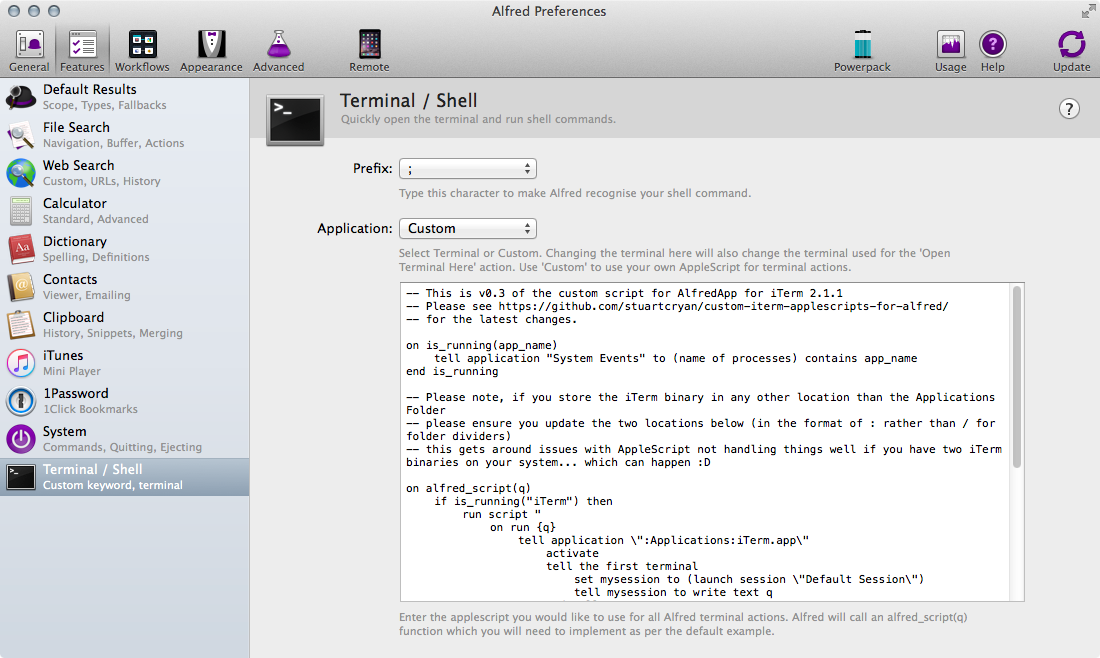 Alfred Preferences
General
Features
Workflows
Appearance
Advanced
Remote
Powerpack
Usage
Help
Update
Default Results
Scope, Types, Fallbacks
File Search
Navigation, Buffer, Actions
Web Search
Custom, URLs, History
Calculator
Standard, Advanced
Dictionary
Spelling, Definitions
Contacts
Viewer, Emailing
Clipboard
History, Snippets, Merging
iTunes
Mini Player
1Password
1Click Bookmarks
System
Commands, Quitting, Ejecting
Terminal / Shell
Custom keyword, terminal
Terminal / Shell
Quickly open the terminal and run shell commands.
?
Prefix: ;
Type this character to make Alfred recognise your shell command.
Application: Custom
Select Terminal or Custom. Changing the terminal here will also change the terminal used for the 'Open
Terminal Here' action. Use 'Custom' to use your own AppleScript for terminal actions.
-- This is v0.3 of the custom script for AlfredApp for iTerm 2.1.1
-- Please see https://github.com/stuartcryan/custom-iterm-applescripts-for-alfred/
-- for the latest changes.
on is_running(app_name)
tell application "System Events" to (name of processes) contains app_name
end is_running
-- Please note, if you store the iTerm binary in any other location than the Applications
Folder
-- please ensure you update the two locations below (in the format of : rather than / for
folder dividers)
-- this gets around issues with AppleScript not handling things well if you have two iTerm
binaries on your system... which can happen :D
on alfred_script(q)
if is_running("iTerm") then
run script "
on run {q}
tell application \":Applications:iTerm.app\"
activate
tell the first terminal
set mysession to (launch session \"Default Session\")
tell mysession to write text q
Enter the applescript you would like to use for all Alfred terminal actions. Alfred will call an alfred_script(q)
function which you will need to implement as per the default example.